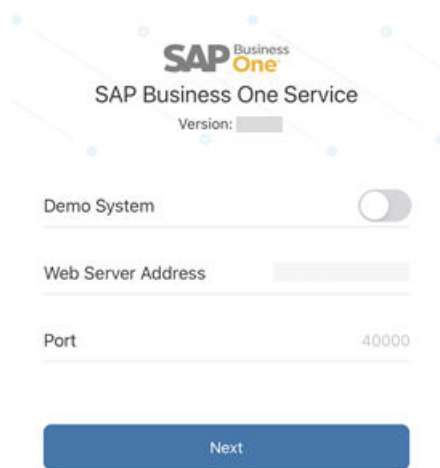 SAP Business One
SAP Business One Service
Version:
Demo System
Web Server Address
Port 40000
Next